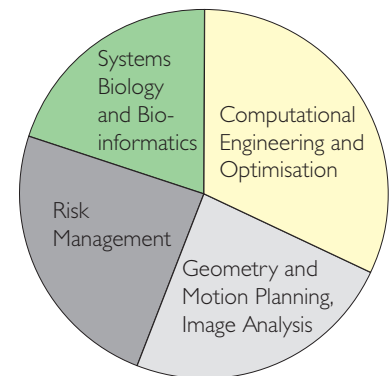 Systems
Biology
and Bio-
informatics
Computational
Engineering and
Optimisation
Risk
Management
Geometry and
Motion Planning,
Image Analysis